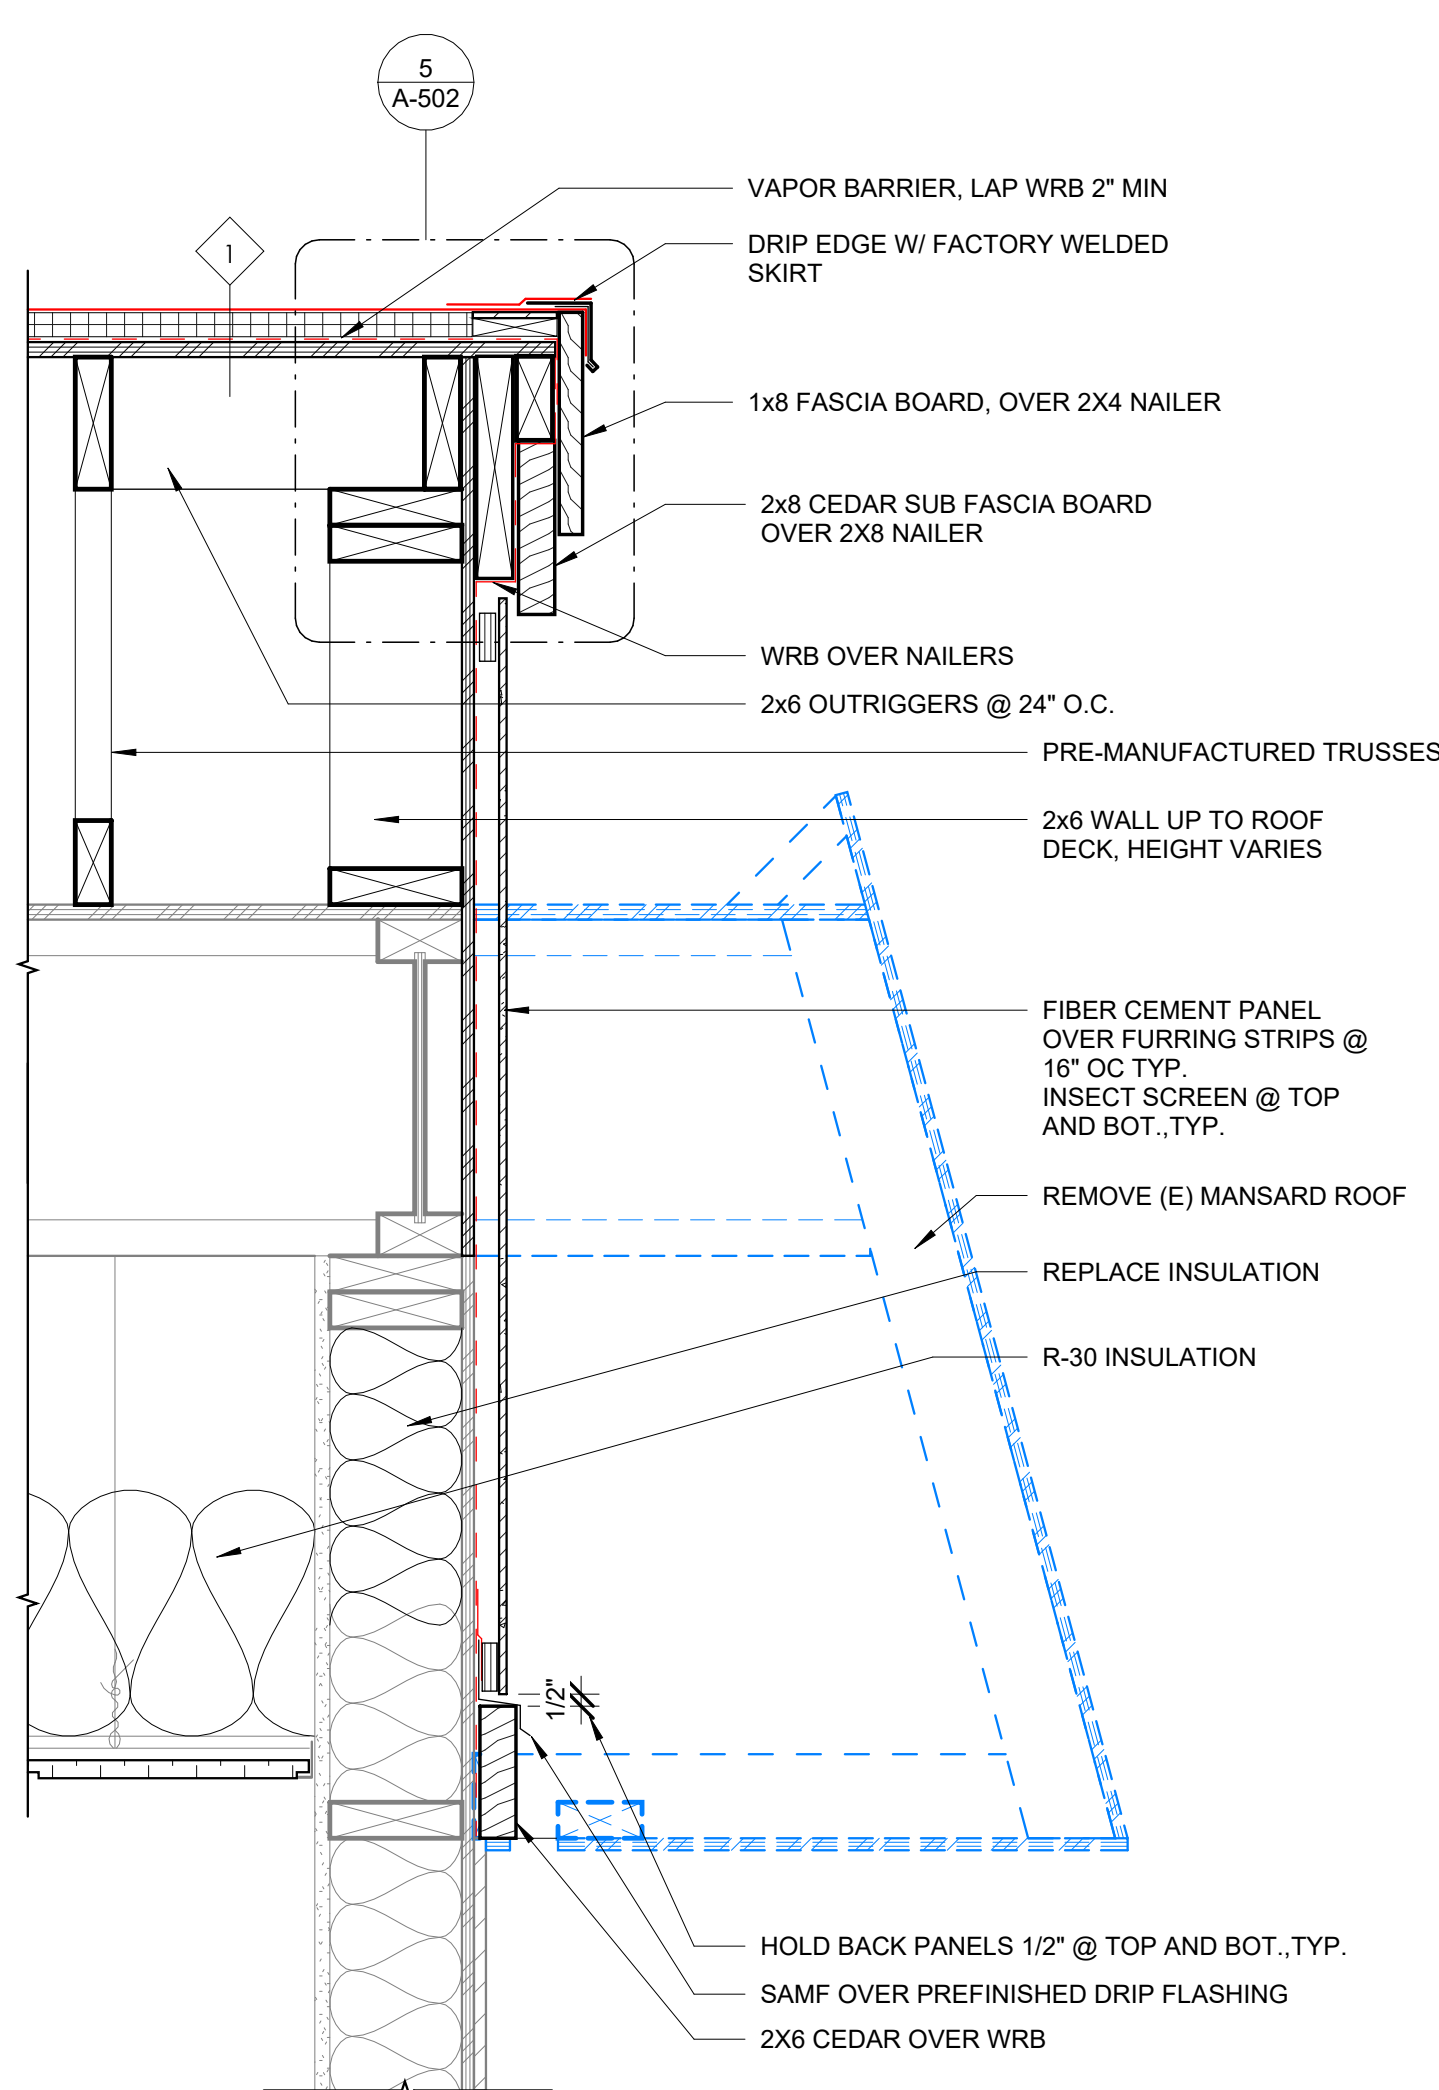 5
A-502
VAPOR BARRIER, LAP WRB 2" MIN
DRIP EDGE W/ FACTORY WELDED
SKIRT
1
1x8 FASCIA BOARD, OVER 2X4 NAILER
2x8 CEDAR SUB FASCIA BOARD
OVER 2X8 NAILER
WRB OVER NAILERS
2x6 OUTRIGGERS @ 24" O.C.
PRE-MANUFACTURED TRUSSES
2x6 WALL UP TO ROOF
DECK, HEIGHT VARIES
FIBER CEMENT PANEL
OVER FURRING STRIPS @
16" OC TYP.
INSECT SCREEN @ TOP
AND BOT.,TYP.
REMOVE (E) MANSARD ROOF
REPLACE INSULATION
R-30 INSULATION
1/2"
HOLD BACK PANELS 1/2" @ TOP AND BOT.,TYP.
SAMF OVER PREFINISHED DRIP FLASHING
2X6 CEDAR OVER WRB